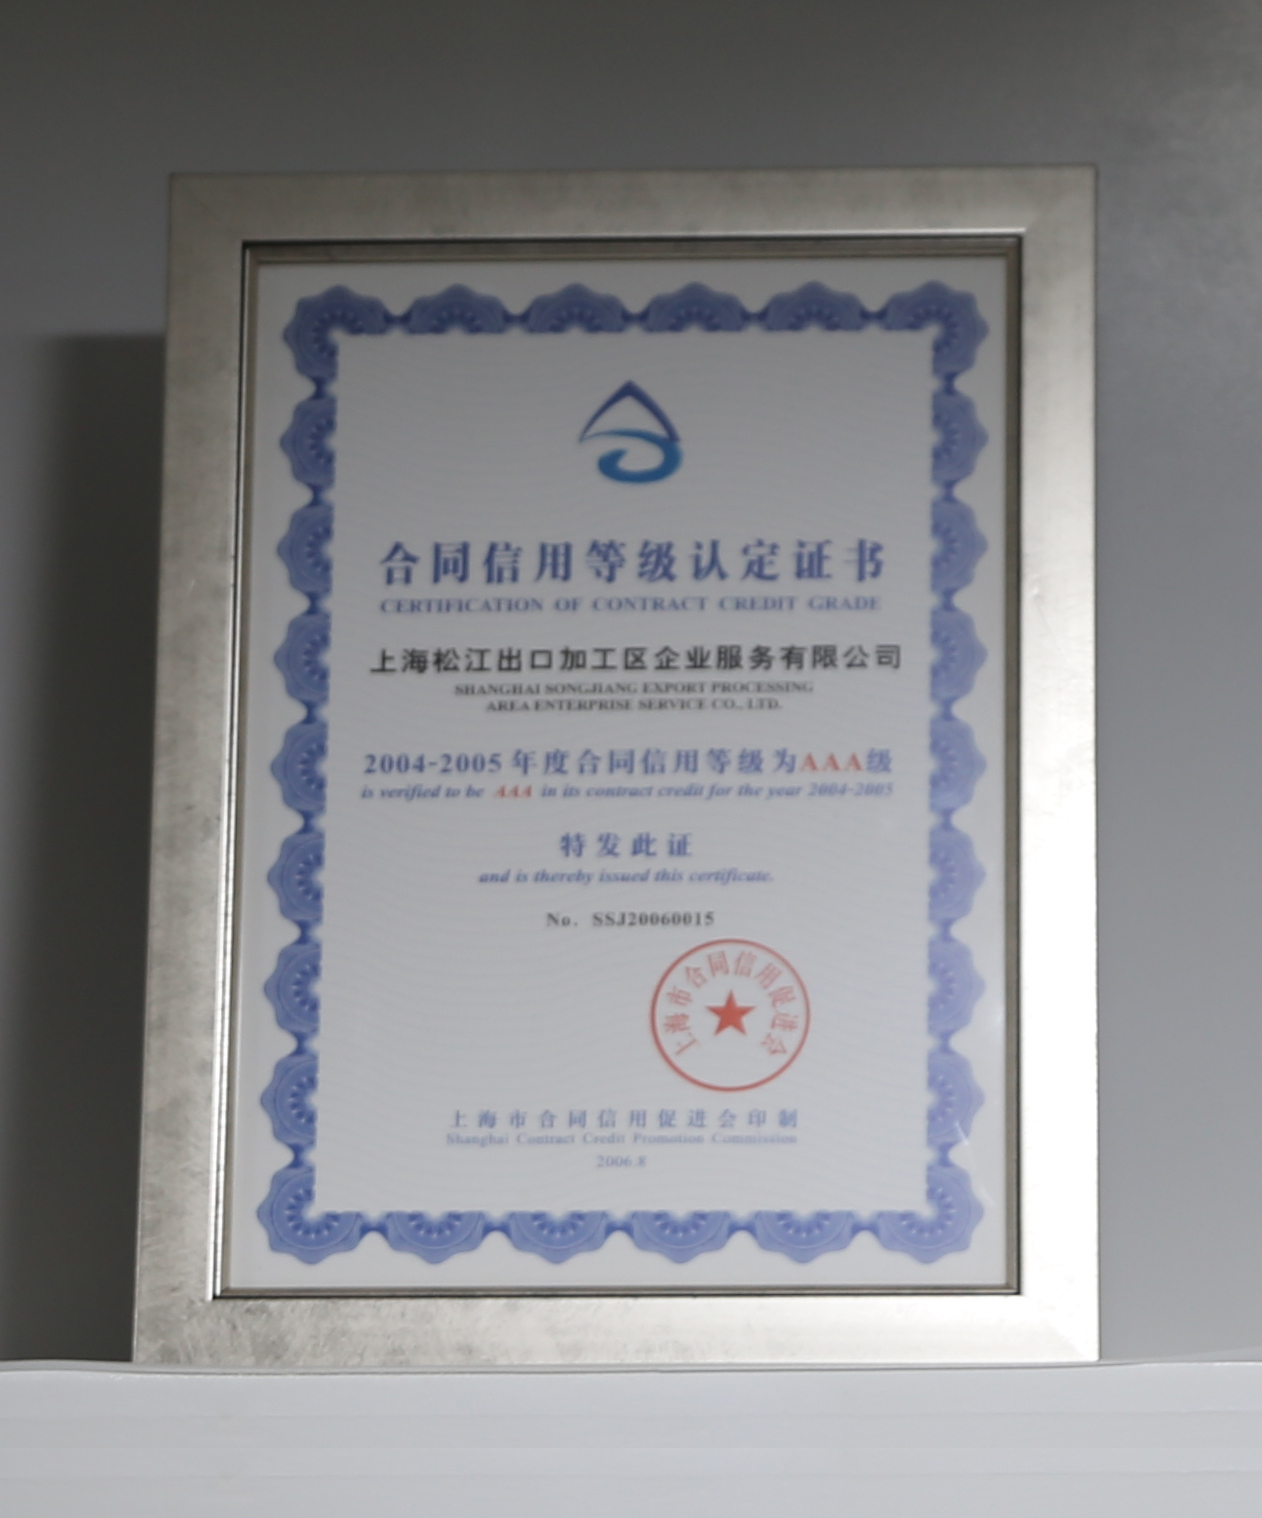 合同信用等级认定证书
CERTIFICATION OF CONTRACT CREDIT GRADE
上海松江出口加工区企业服务有限公司
SHANGHAI SONGJIANG EXPORT PROCESSING
AREA ENTERPRISE SERVICE CO., LTD.
2004-2005 年度合同信用等级为AAA级
is verified to be AAA in its contract credit for the year 2004-2005
特发此证
and is thereby issued this certificate.
No. SSJ20060015
上海市合同信用促进会
上海市合同信用促进会印制
Shanghai Contract Credit Promotion Commission
2006.8